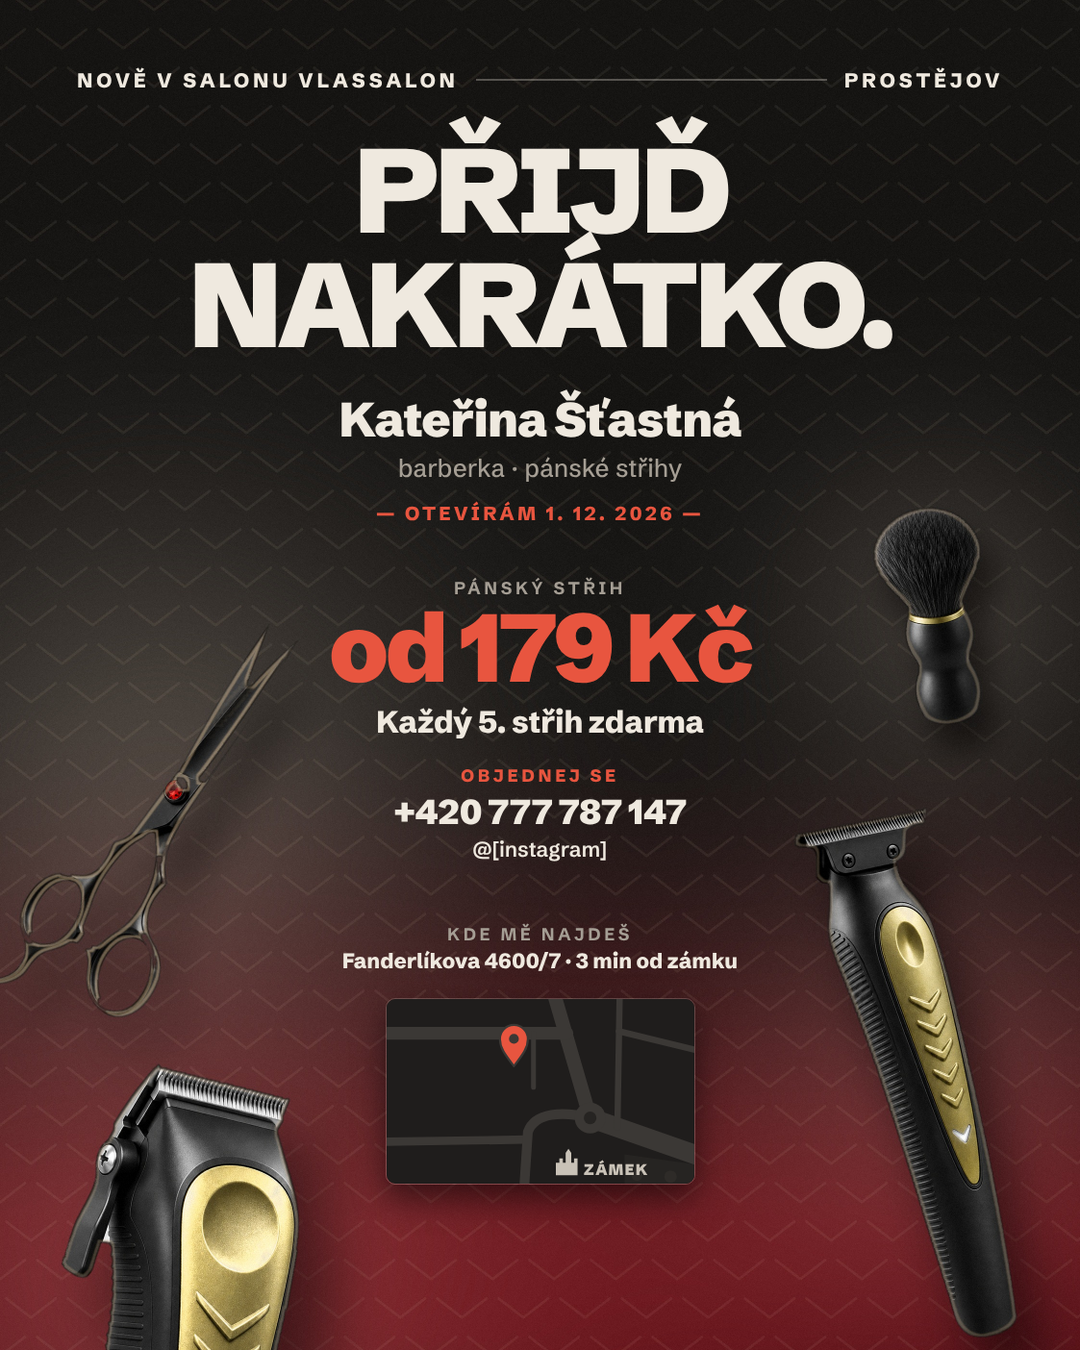 NOVĚ V SALONU VLASSALON
PROSTĚJOV
PŘIJĎ
NAKRÁTKO.
Kateřina Šťastná
barberka · pánské střihy
— OTEVÍRÁM 1. 12. 2026 —
PÁNSKÝ STŘIH
od 179 Kč
Každý 5. střih zdarma
OBJEDNEJ SE
+420 777 787 147
@[instagram]
KDE MĚ NAJDEŠ
Fanderlíkova 4600/7 · 3 min od zámku
ZÁMEK